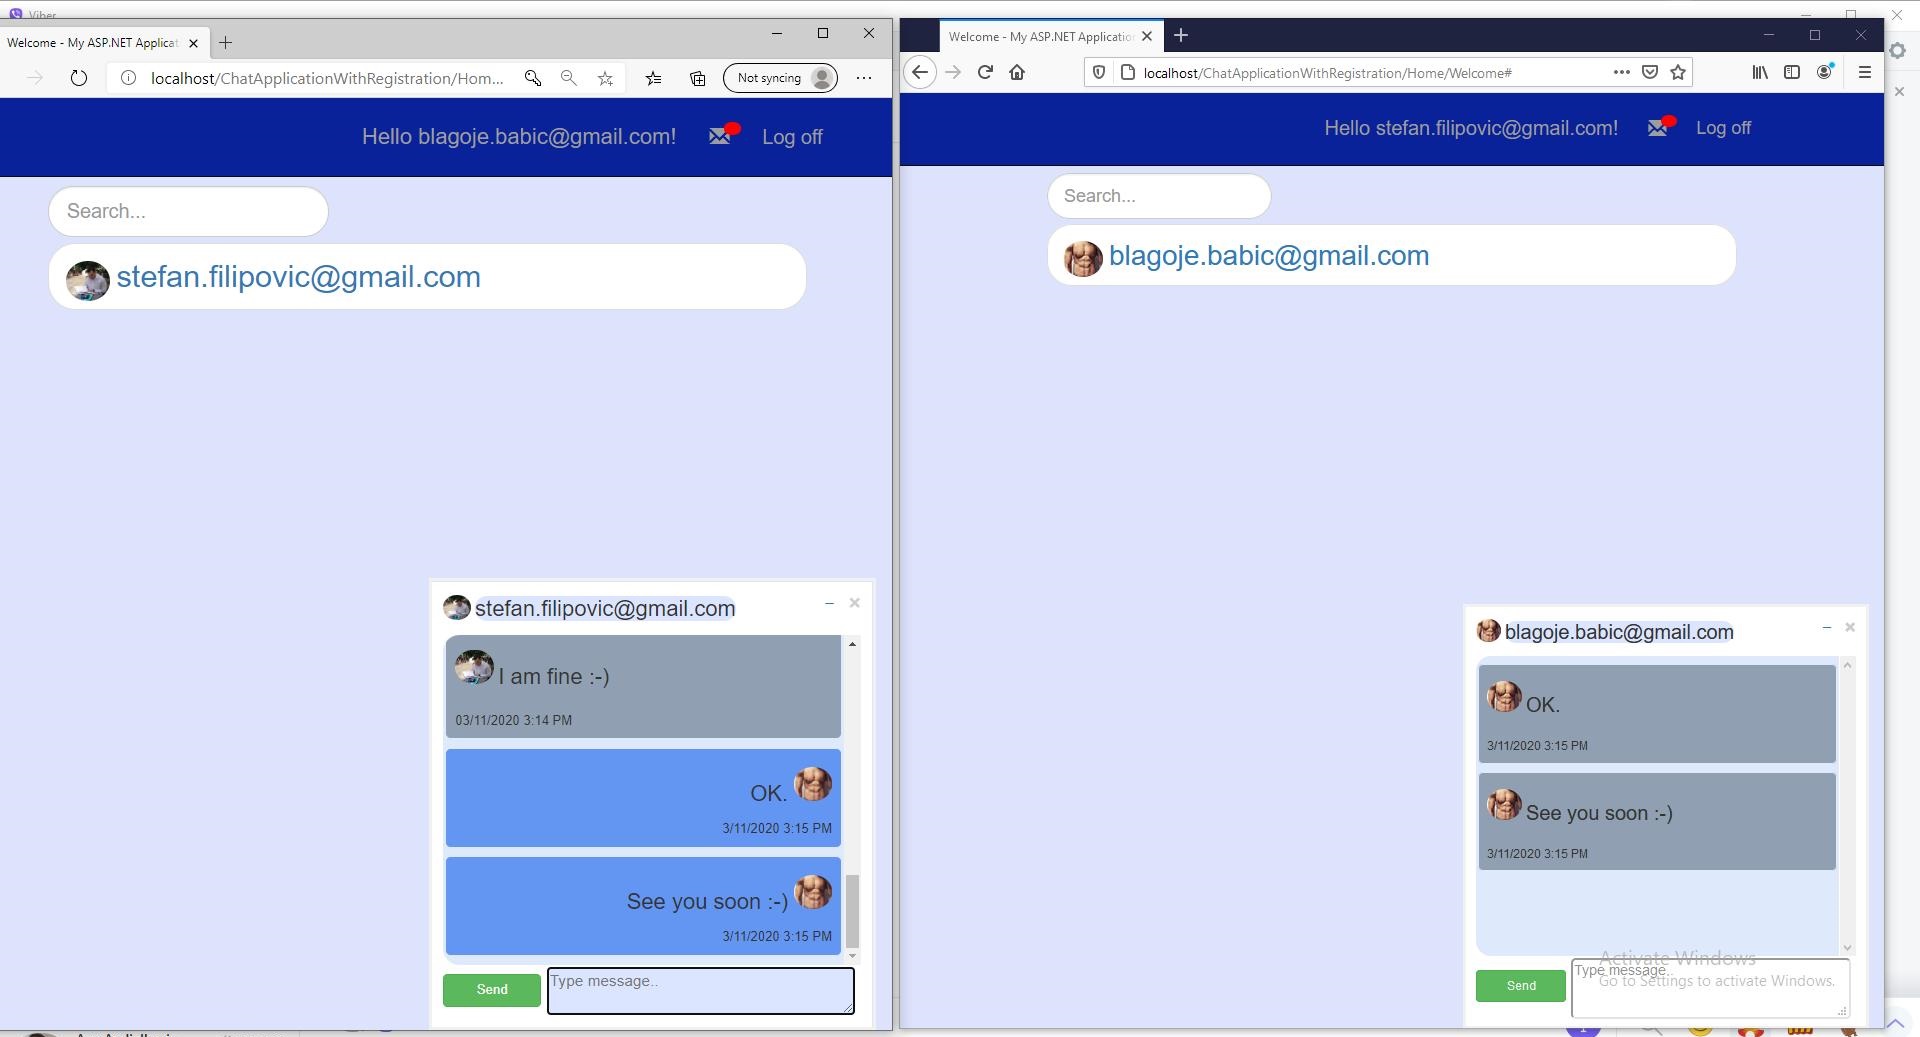 Viber
Welcome - My ASP.NET Applicat
localhost/ChatApplicationWithRegistration/Hom...
Not syncing
Hello blagoje.babic@gmail.com!
Log off
Search...
stefan.filipovic@gmail.com
stefan.filipovic@gmail.com
I am fine :-)
03/11/2020 3:14 PM
OK.
3/11/2020 3:15 PM
See you soon :-)
3/11/2020 3:15 PM
Send
Type message..
Welcome - My ASP.NET Applicatio
localhost/ChatApplicationWithRegistration/Home/Welcome#
Hello stefan.filipovic@gmail.com!
Log off
Search...
blagoje.babic@gmail.com
blagoje.babic@gmail.com
OK.
3/11/2020 3:15 PM
See you soon :-)
3/11/2020 3:15 PM
Activate Windows
Go to Settings to activate Windows.
Send
Type message..